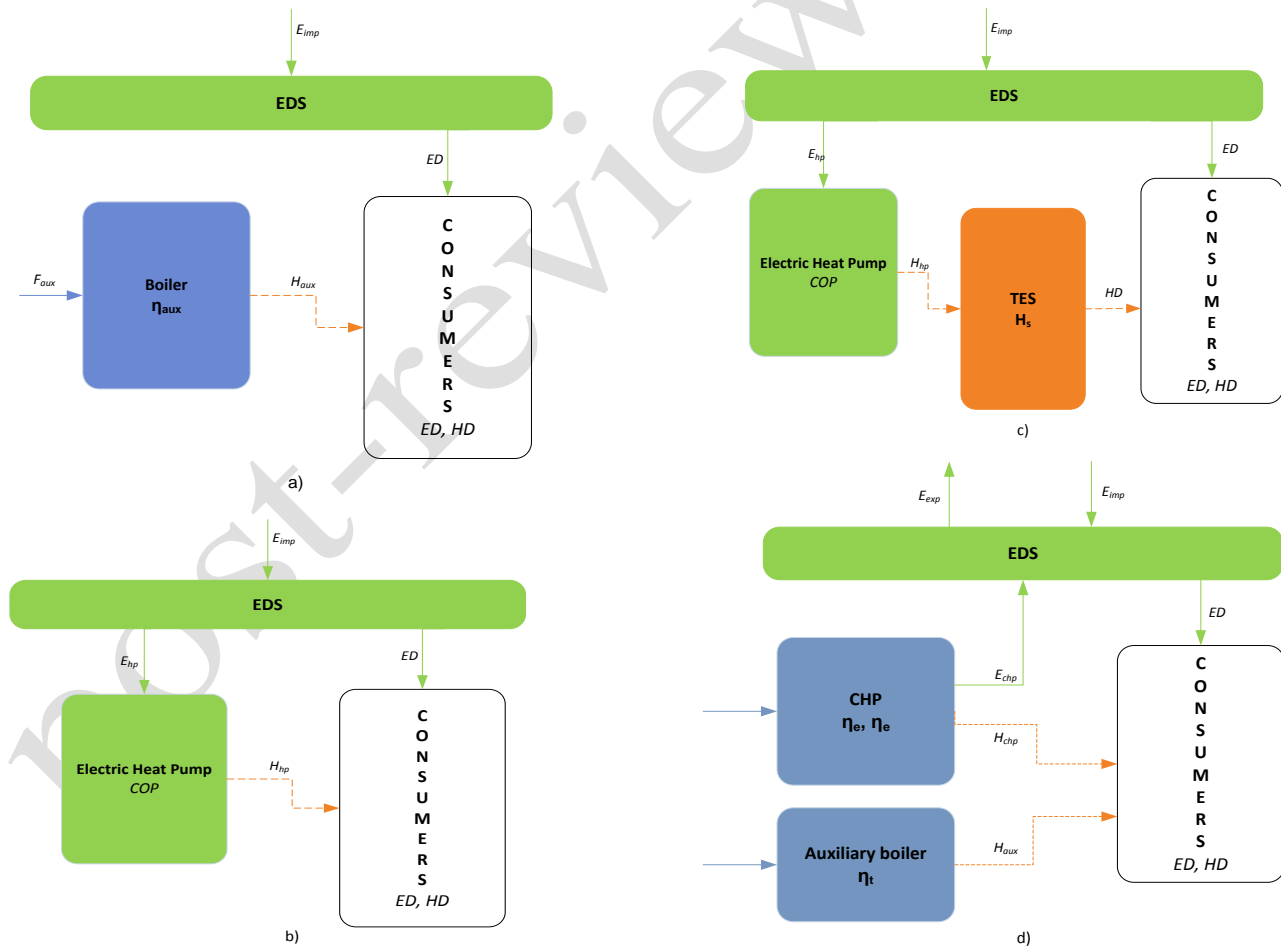 E_imp
EDS
ED
F_aux
Boiler
η_aux
H_aux
C
O
N
S
U
M
E
R
S
ED, HD
a)
E_imp
EDS
E_hp
ED
Electric Heat Pump
COP
H_hp
C
O
N
S
U
M
E
R
S
ED, HD
b)
E_imp
EDS
E_hp
ED
Electric Heat Pump
COP
H_hp
TES
H_s
HD
C
O
N
S
U
M
E
R
S
ED, HD
c)
E_exp
E_imp
EDS
ED
E_chp
CHP
η_e, η_e
H_chp
Auxiliary boiler
η_t
H_aux
C
O
N
S
U
M
E
R
S
ED, HD
d)
post-review